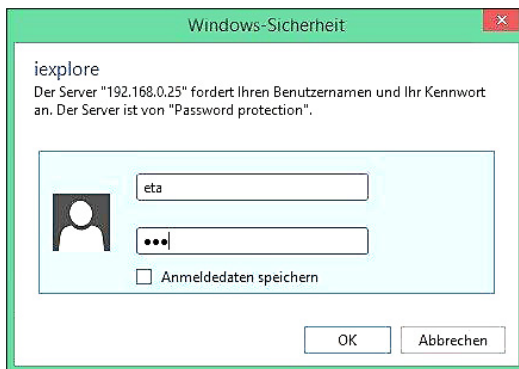 Windows-Sicherheit
iexplore
Der Server "192.168.0.25" fordert Ihren Benutzernamen und Ihr Kennwort
an. Der Server ist von "Password protection".
eta
•••
Anmeldedaten speichern
OK
Abbrechen